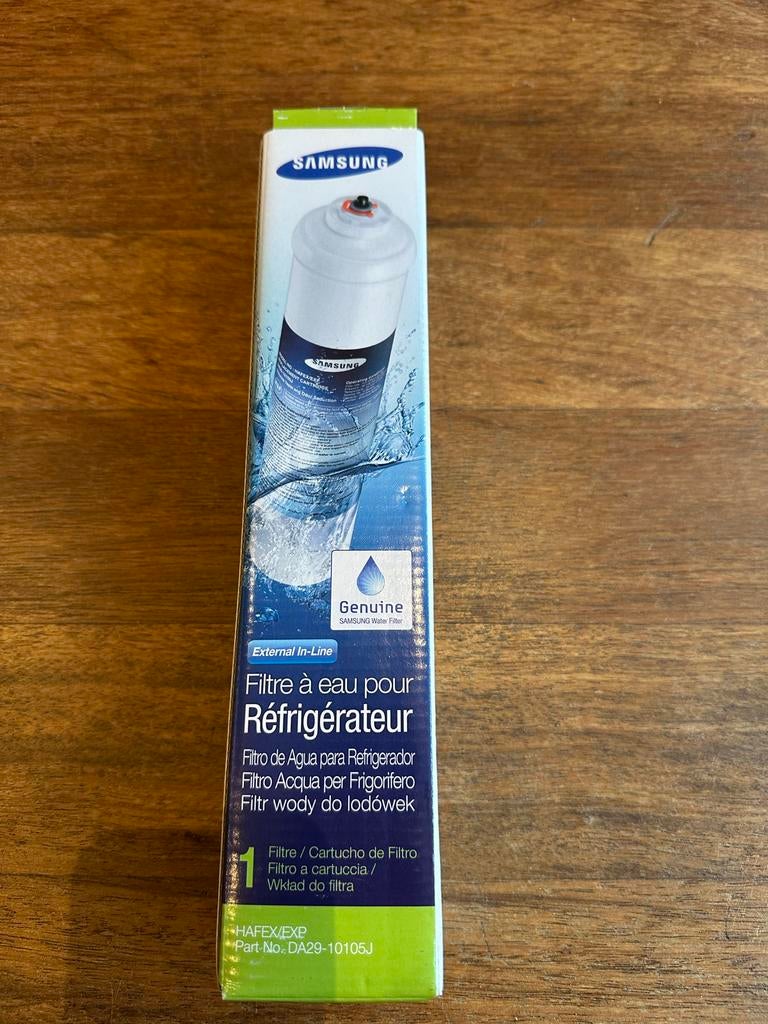 SAMSUNG
SAMSUNG
Genuine
SAMSUNG Water Filter
External In-Line
Filtre à eau pour
Réfrigérateur
Filtro de Agua para Refrigerador
Filtro Acqua per Frigorifero
Filtr wody do lodówek
1
Filtre / Cartucho de Filtro
Filtro a cartuccia /
Wkład do filtra
HAFEX/EXP
Part No. DA29-10105J